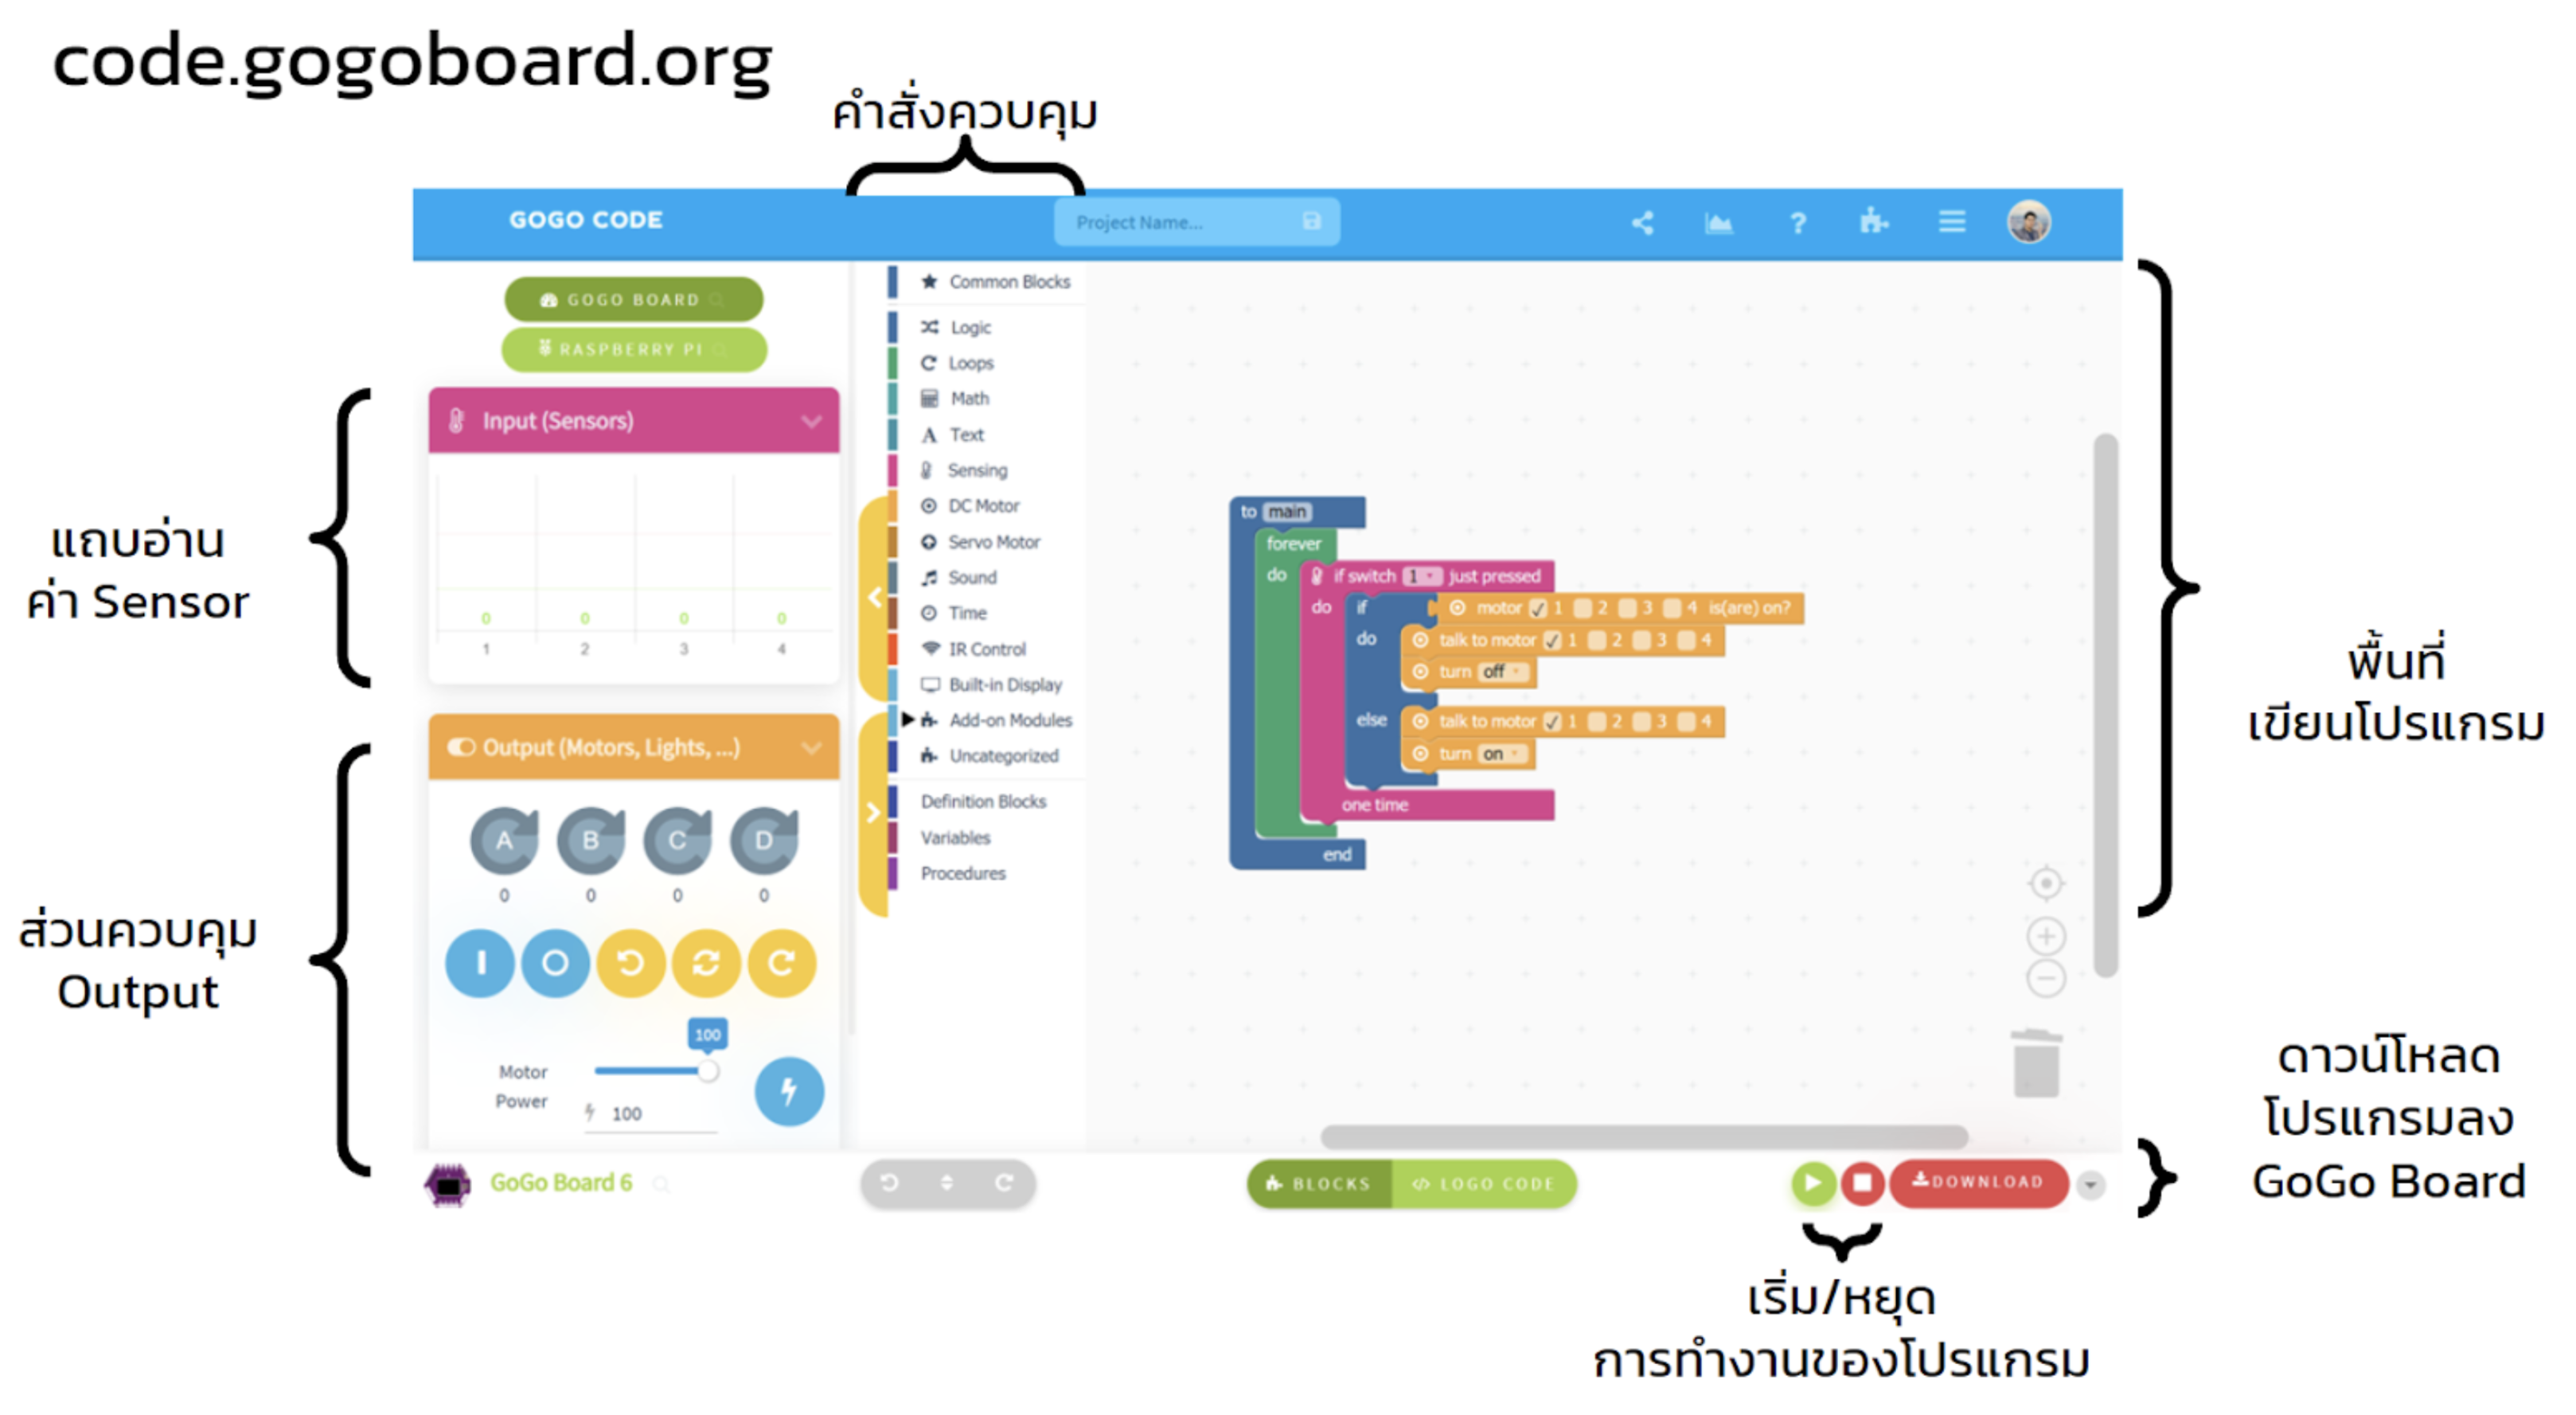 code.gogoboard.org
คำสั่งควบคุม
GOGO CODE
Project Name...
?
GOGO BOARD
RASPBERRY PI
Input (Sensors)
0 0 0 0
1 2 3 4
แถบอ่าน
ค่า Sensor
Output (Motors, Lights, ...)
A B C D
0 0 0 0
ส่วนควบคุม
Output
100
Motor
Power
100
GoGo Board 6
Common Blocks
Logic
Loops
Math
Text
Sensing
DC Motor
Servo Motor
Sound
Time
IR Control
Built-in Display
Add-on Modules
Uncategorized
Definition Blocks
Variables
Procedures
to main
forever
do if switch 1 just pressed
do if motor 1 2 3 4 is(are) on?
do talk to motor 1 2 3 4
turn off
else talk to motor 1 2 3 4
turn on
one time
end
พื้นที่
เขียนโปรแกรม
BLOCKS </> LOGO CODE
DOWNLOAD
ดาวน์โหลด
โปรแกรมลง
GoGo Board
เริ่ม/หยุด
การทำงานของโปรแกรม